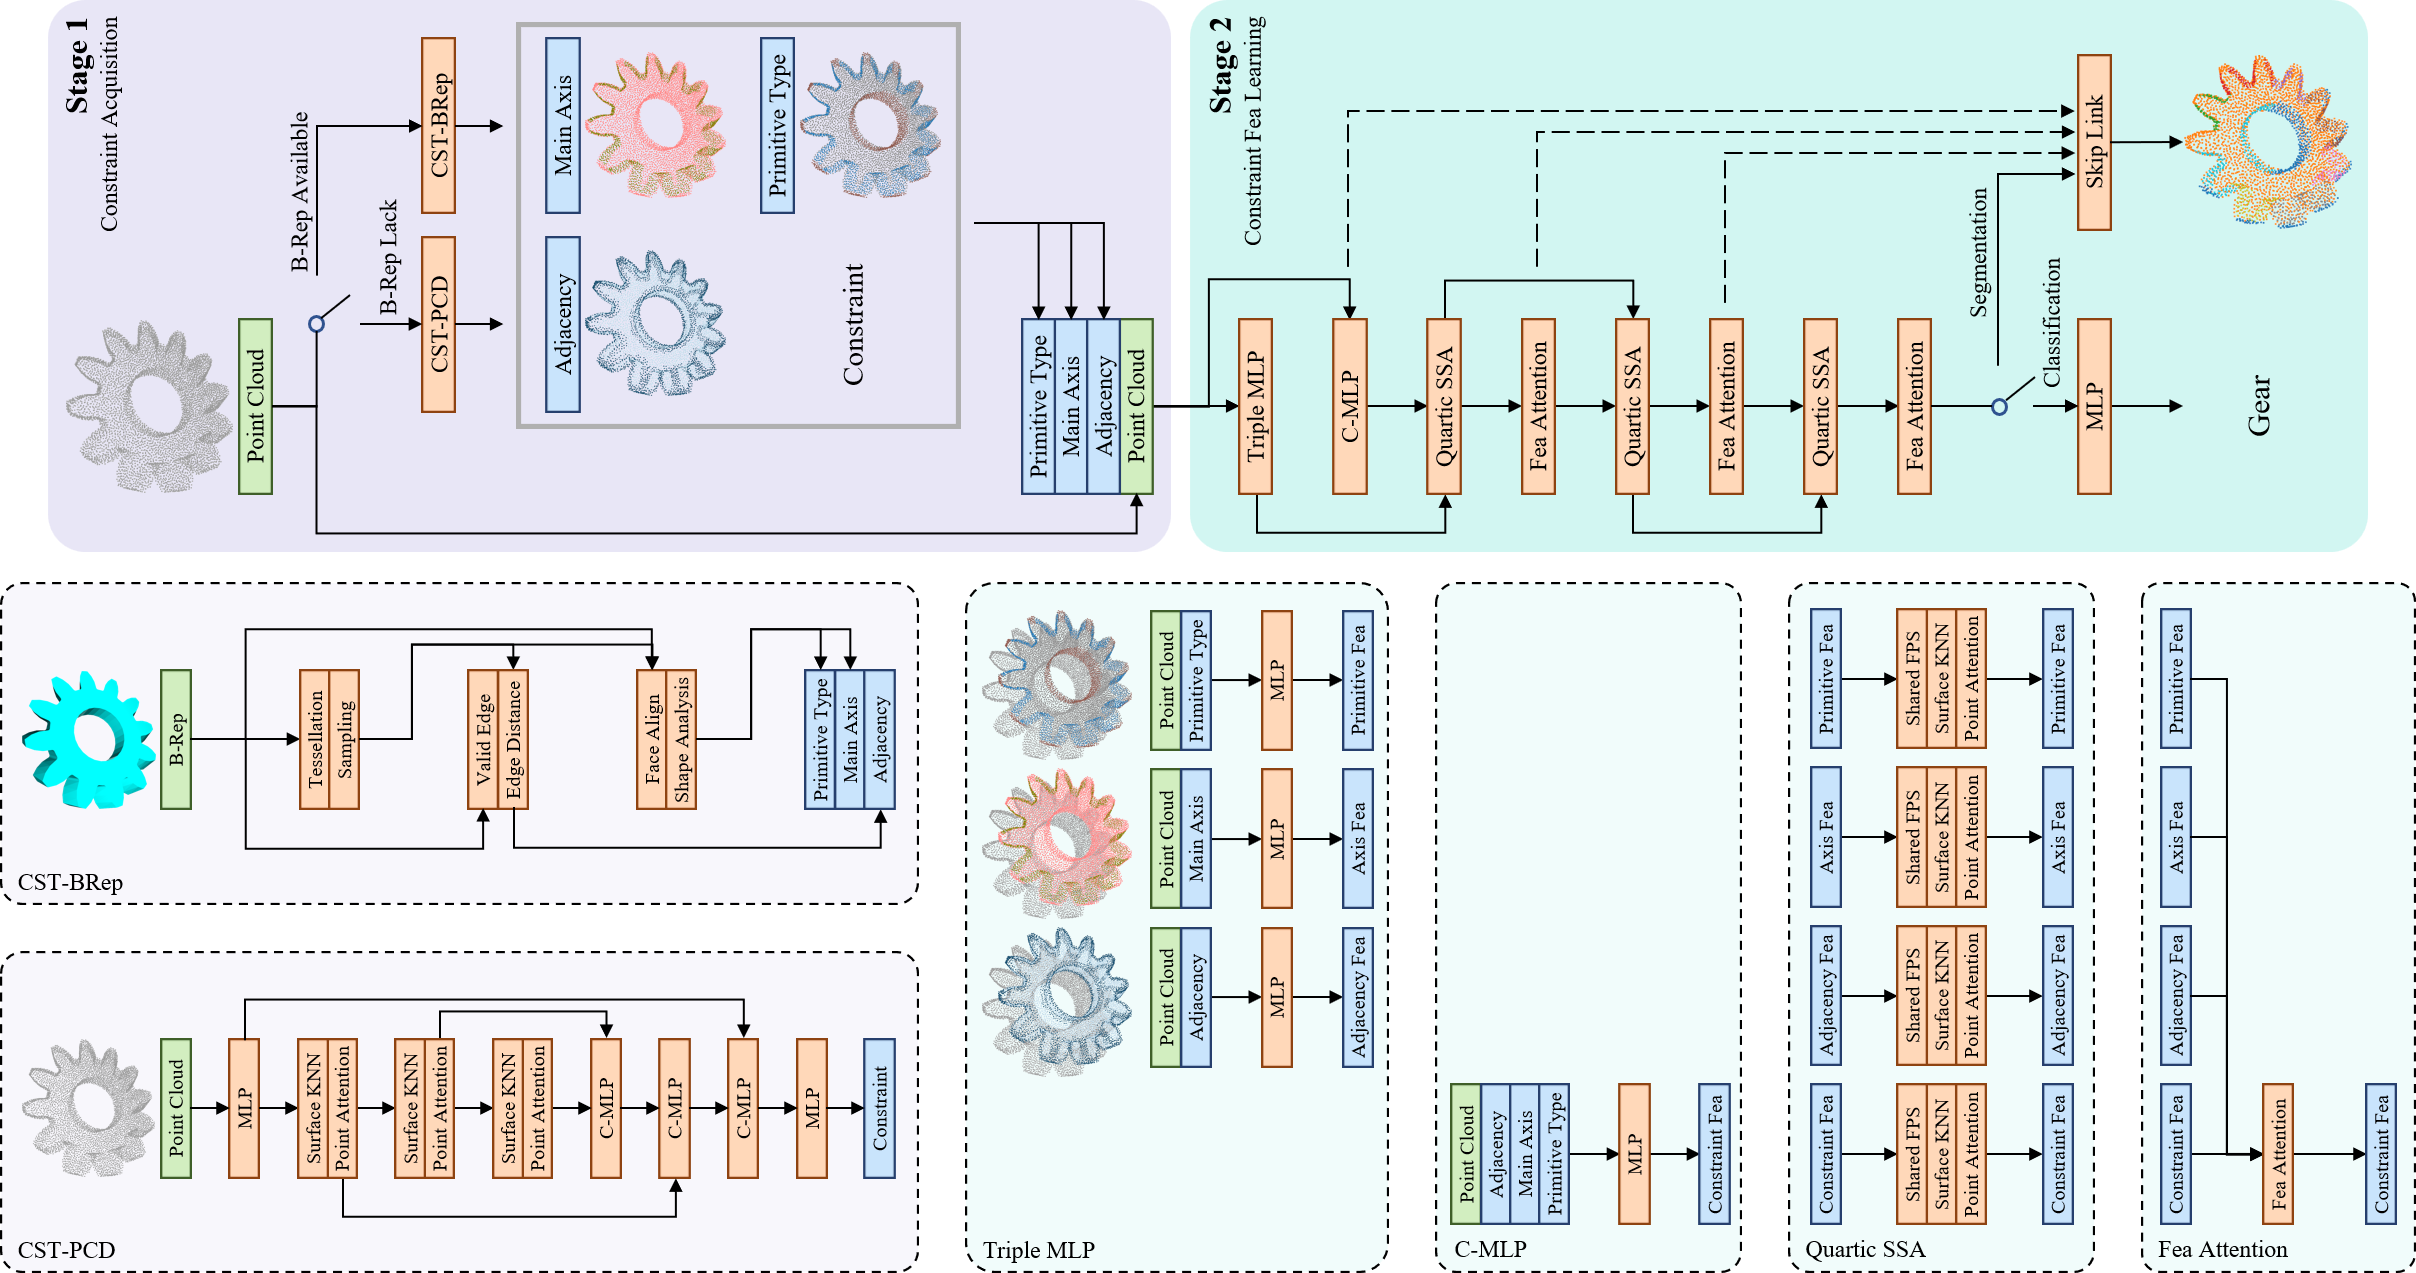 Stage 1
Constraint Acquisition
Point Cloud
B-Rep Available
B-Rep Lack
CST-BRep
CST-PCD
Main Axis
Primitive Type
Adjacency
Constraint
Primitive Type
Main Axis
Adjacency
Point Cloud
Stage 2
Constraint Fea Learning
Triple MLP
C-MLP
Quartic SSA
Fea Attention
Quartic SSA
Fea Attention
Quartic SSA
Fea Attention
Segmentation
Classification
Skip Link
MLP
Gear
B-Rep
Tessellation
Sampling
Valid Edge
Edge Distance
Face Align
Shape Analysis
Primitive Type
Main Axis
Adjacency
CST-BRep
Point Cloud
MLP
Surface KNN
Point Attention
Surface KNN
Point Attention
Surface KNN
Point Attention
C-MLP
C-MLP
C-MLP
MLP
Constraint
CST-PCD
Point Cloud
Primitive Type
MLP
Primitive Fea
Point Cloud
Main Axis
MLP
Axis Fea
Point Cloud
Adjacency
MLP
Adjacency Fea
Triple MLP
Point Cloud
Adjacency
Main Axis
Primitive Type
MLP
Constraint Fea
C-MLP
Primitive Fea
Shared FPS
Surface KNN
Point Attention
Primitive Fea
Axis Fea
Shared FPS
Surface KNN
Point Attention
Axis Fea
Adjacency Fea
Shared FPS
Surface KNN
Point Attention
Adjacency Fea
Constraint Fea
Shared FPS
Surface KNN
Point Attention
Constraint Fea
Quartic SSA
Primitive Fea
Axis Fea
Adjacency Fea
Constraint Fea
Fea Attention
Constraint Fea
Fea Attention